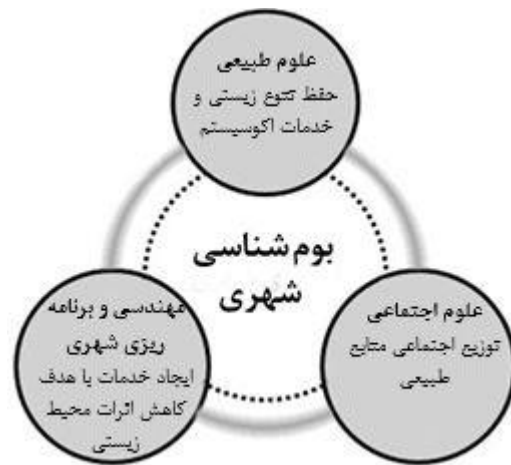 علوم طبیعی
حفظ تنوع زیستی و
خدمات اکوسیستم
بوم شناسی
شهری
مهندسی و برنامه
ریزی شهری
ایجاد خدمات با هدف
کاهش اثرات محیط
زیستی
علوم اجتماعی
توزیع اجتماعی منابع
طبیعی